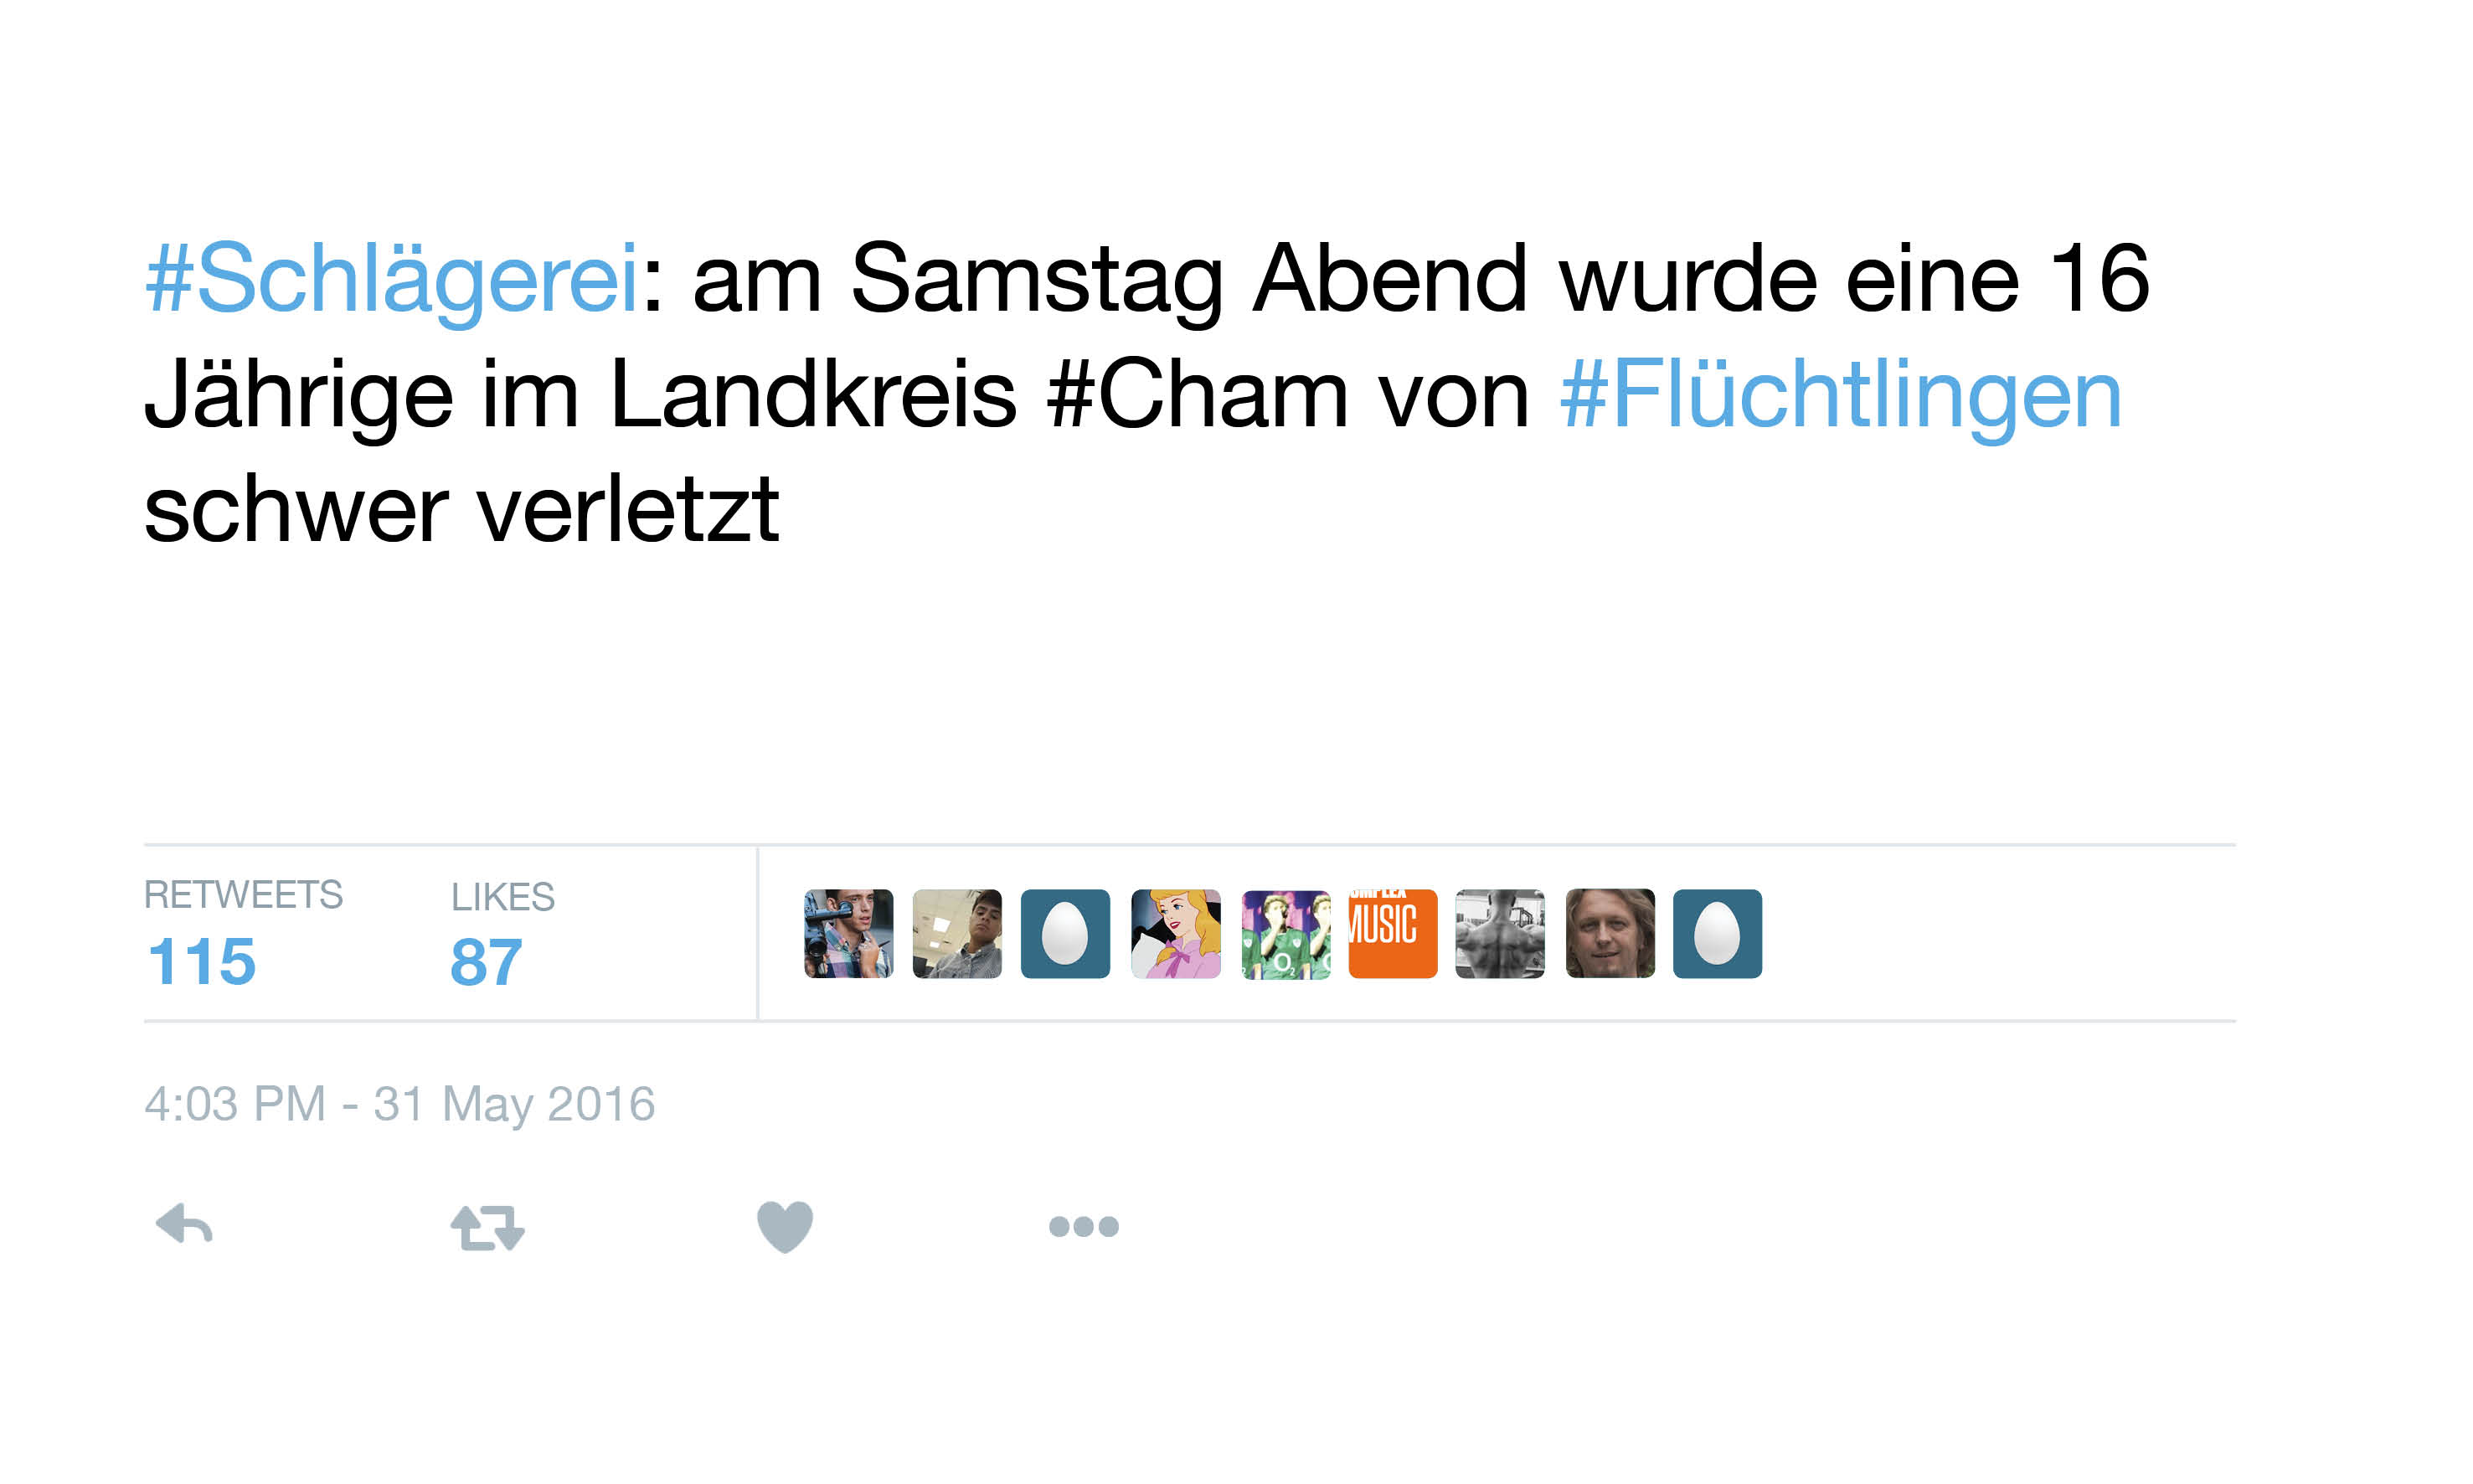 #Schlägerei: am Samstag Abend wurde eine 16
Jährige im Landkreis #Cham von #Flüchtlingen
schwer verletzt
RETWEETS LIKES
115 87
MUSIC
O₂
4:03 PM - 31 May 2016